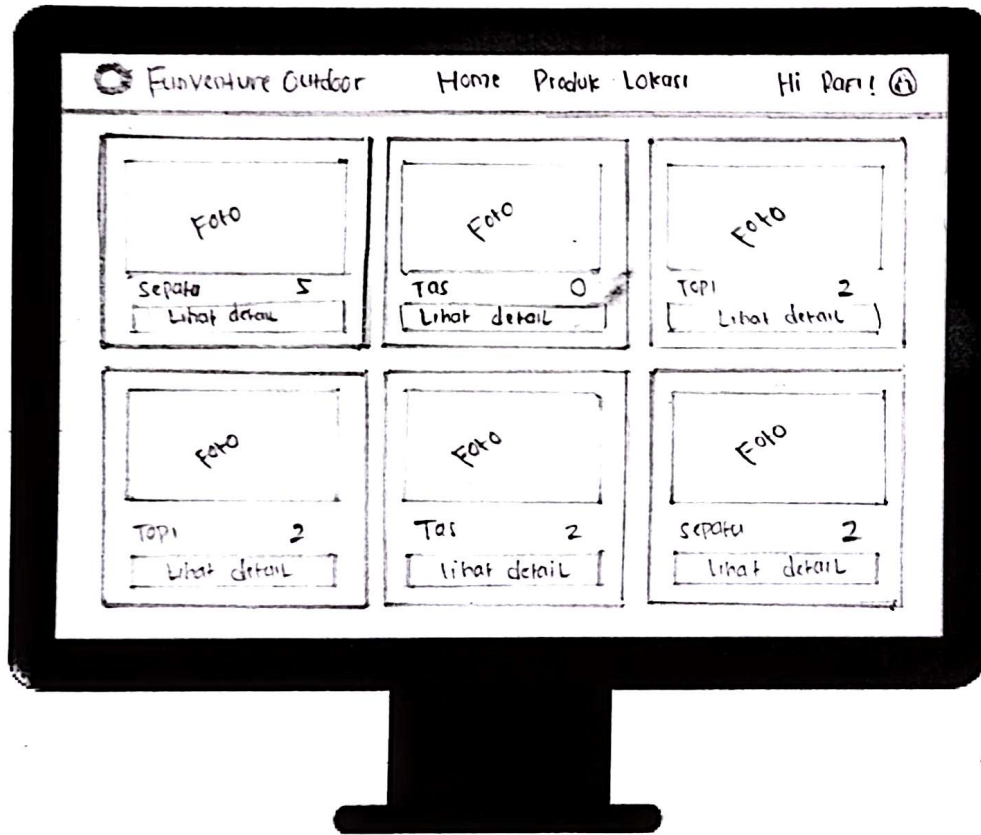 Funventure Outdoor Home Produk Lokasi Hi Rafi!
Foto Foto Foto
Sepatu 5 Tas 0 Topi 2
Lihat detail Lihat detail Lihat detail
Foto Foto Foto
Topi 2 Tas 2 sepatu 2
Lihat detail lihat detail lihat detail